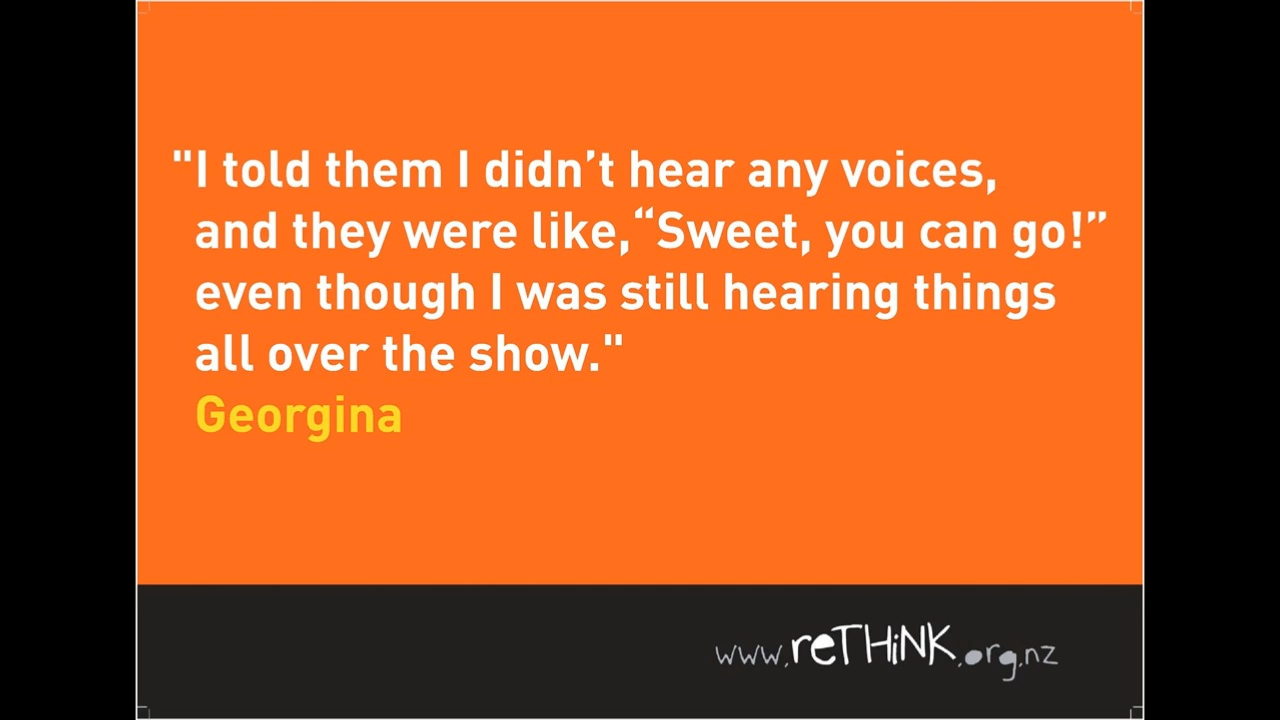 "I told them I didn’t hear any voices,
and they were like,“Sweet, you can go!”
even though I was still hearing things
all over the show."
Georgina
www.reTHiNK.org.nz